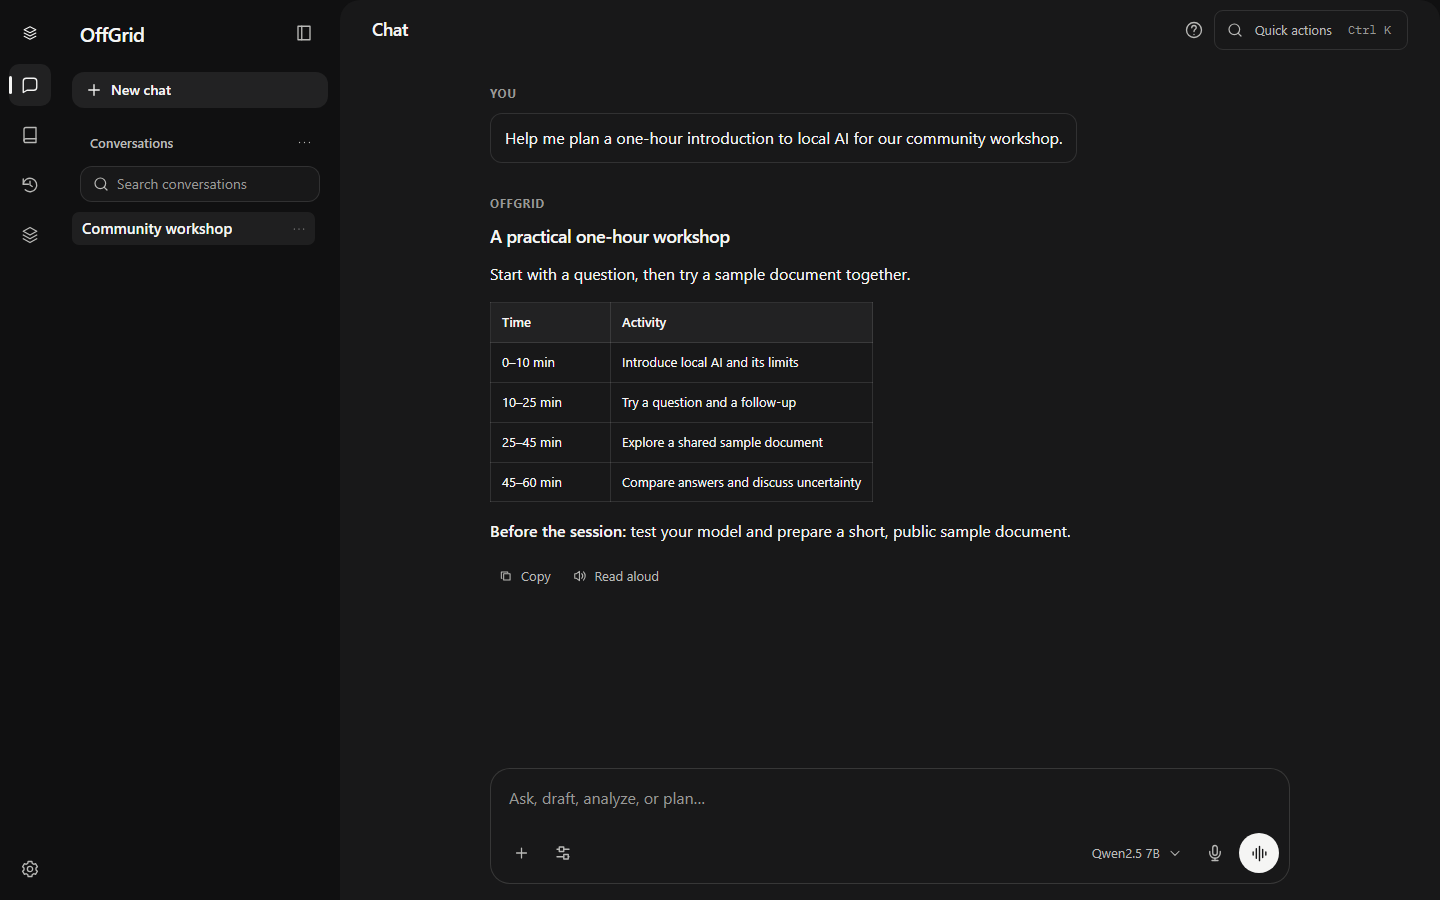 OffGrid
New chat
Conversations
Search conversations
Community workshop
Chat
Quick actions Ctrl K
YOU
Help me plan a one-hour introduction to local AI for our community workshop.
OFFGRID
A practical one-hour workshop
Start with a question, then try a sample document together.
Time Activity
0–10 min Introduce local AI and its limits
10–25 min Try a question and a follow-up
25–45 min Explore a shared sample document
45–60 min Compare answers and discuss uncertainty
Before the session: test your model and prepare a short, public sample document.
Copy Read aloud
Ask, draft, analyze, or plan...
Qwen2.5 7B